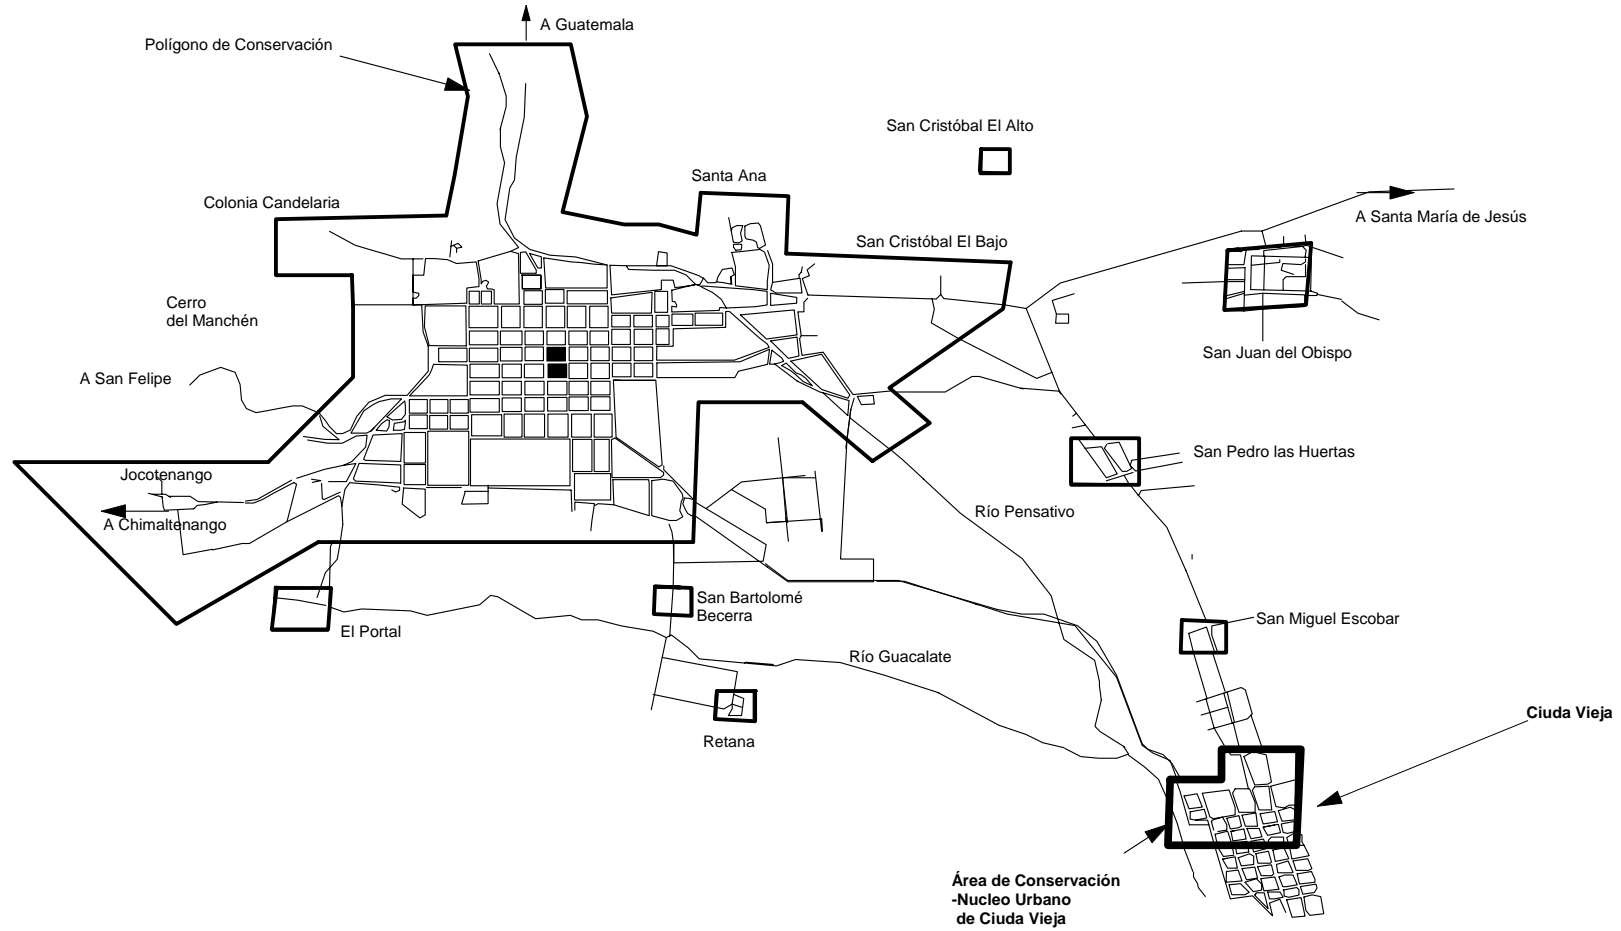 A Guatemala
Polígono de Conservación
San Cristóbal El Alto
Santa Ana
Colonia Candelaria
A Santa María de Jesús
San Cristóbal El Bajo
Cerro
del Manchén
San Juan del Obispo
A San Felipe
San Pedro las Huertas
Jocotenango
Río Pensativo
A Chimaltenango
San Bartolomé
Becerra
San Miguel Escobar
El Portal
Río Guacalate
Ciuda Vieja
Retana
Área de Conservación
-Nucleo Urbano
de Ciuda Vieja